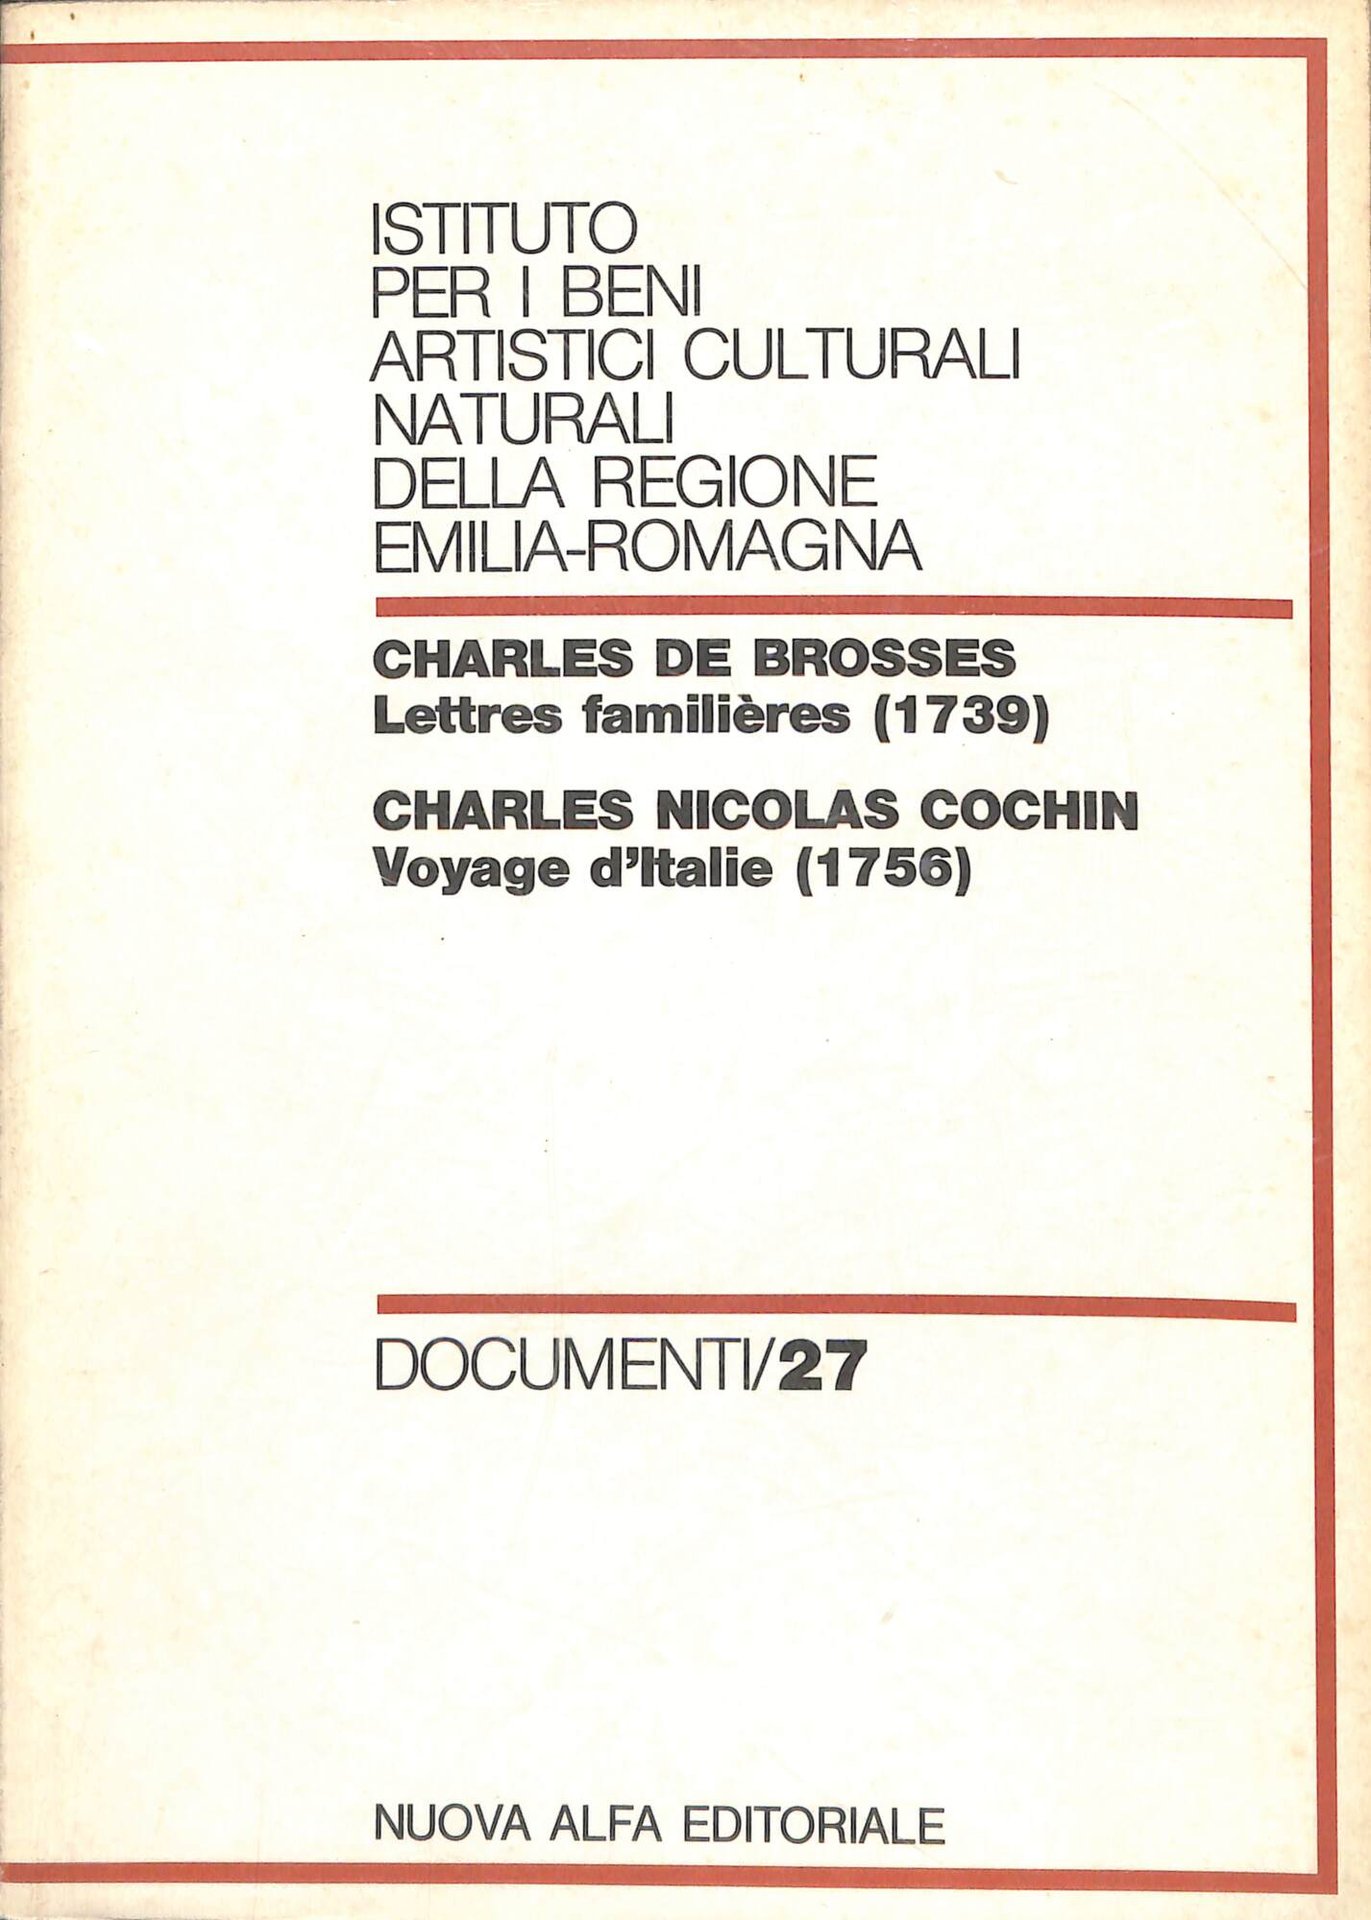 ISTITUTO
PER I BENI
ARTISTICI CULTURALI
NATURALI
DELLA REGIONE
EMILIA-ROMAGNA
CHARLES DE BROSSES
Lettres familières (1739)
CHARLES NICOLAS COCHIN
Voyage d'Italie (1756)
DOCUMENTI/27
NUOVA ALFA EDITORIALE